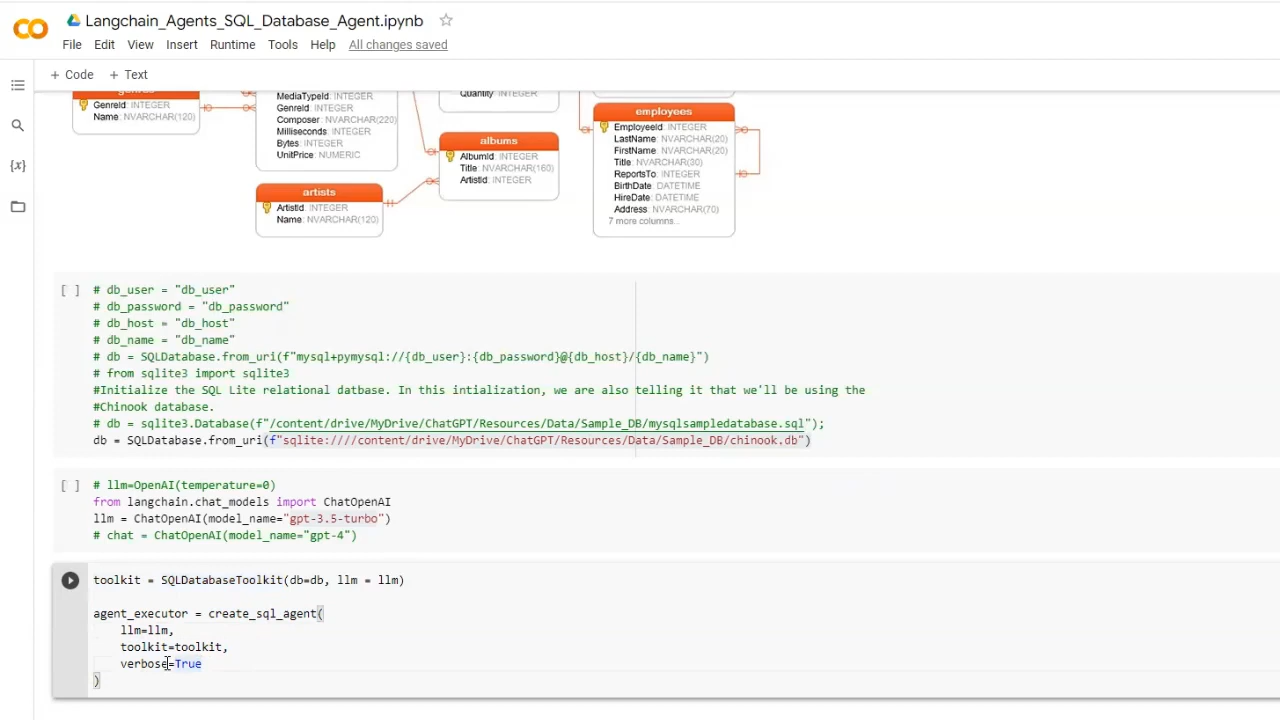 Langchain_Agents_SQL_Database_Agent.ipynb
File Edit View Insert Runtime Tools Help All changes saved
+ Code + Text
GenreId: INTEGER
Name: NVARCHAR(120)
MediaTypeId: INTEGER
GenreId: INTEGER
Composer: NVARCHAR(220)
Milliseconds: INTEGER
Bytes: INTEGER
UnitPrice: NUMERIC
Quantity: INTEGER
albums
AlbumId: INTEGER
Title: NVARCHAR(160)
ArtistId: INTEGER
artists
ArtistId: INTEGER
Name: NVARCHAR(120)
employees
EmployeeId: INTEGER
LastName: NVARCHAR(20)
FirstName: NVARCHAR(20)
Title: NVARCHAR(30)
ReportsTo: INTEGER
BirthDate: DATETIME
HireDate: DATETIME
Address: NVARCHAR(70)
7 more columns...
[ ] # db_user = "db_user"
# db_password = "db_password"
# db_host = "db_host"
# db_name = "db_name"
# db = SQLDatabase.from_uri(f"mysql+pymysql://{db_user}:{db_password}@{db_host}/{db_name}")
# from sqlite3 import sqlite3
#Initialize the SQL Lite relational datbase. In this intialization, we are also telling it that we'll be using the
#Chinook database.
# db = sqlite3.Database(f"/content/drive/MyDrive/ChatGPT/Resources/Data/Sample_DB/mysqlsampledatabase.sql");
db = SQLDatabase.from_uri(f"sqlite:////content/drive/MyDrive/ChatGPT/Resources/Data/Sample_DB/chinook.db")
[ ] # llm=OpenAI(temperature=0)
from langchain.chat_models import ChatOpenAI
llm = ChatOpenAI(model_name="gpt-3.5-turbo")
# chat = ChatOpenAI(model_name="gpt-4")
toolkit = SQLDatabaseToolkit(db=db, llm = llm)
agent_executor = create_sql_agent(
llm=llm,
toolkit=toolkit,
verbose=True
)